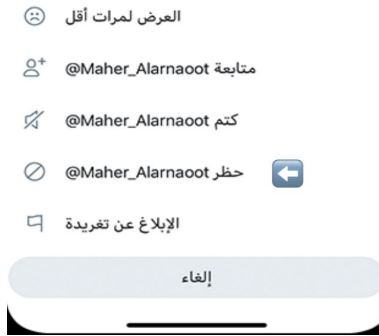 العرض لمرات أقل
متابعة @Maher_Alarnaoot
كتم @Maher_Alarnaoot
حظر @Maher_Alarnaoot
الإبلاغ عن تغريدة
إلغاء